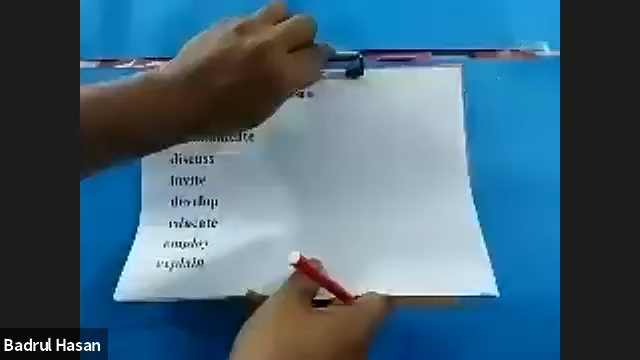 discuss
invite
develop
educate
employ
explain
Badrul Hasan